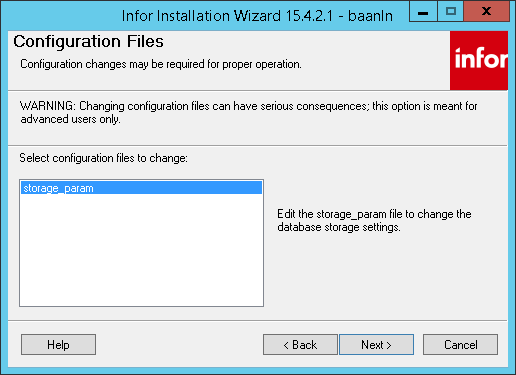 Infor Installation Wizard 15.4.2.1 - baanln
Configuration Files
Configuration changes may be required for proper operation.
infor
WARNING: Changing configuration files can have serious consequences; this option is meant for
advanced users only.
Select configuration files to change:
storage_param
Edit the storage_param file to change the
database storage settings.
Help
< Back
Next >
Cancel